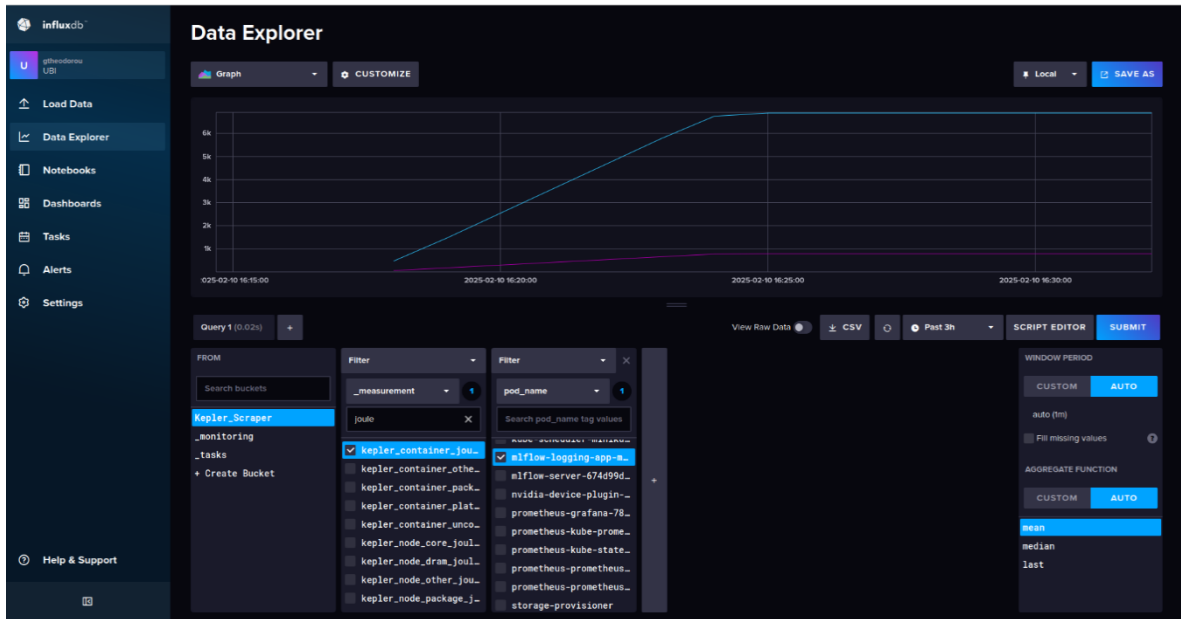 influxdb™
U
gtheodorou
UBI
Load Data
Data Explorer
Notebooks
Dashboards
Tasks
Alerts
Settings
Help & Support
Data Explorer
Graph
CUSTOMIZE
Local
SAVE AS
6k
5k
4k
3k
2k
1k
:025-02-10 16:15:00
2025-02-10 16:20:00
2025-02-10 16:25:00
2025-02-10 16:30:00
Query 1 (0.02s)
+
View Raw Data
CSV
Past 3h
SCRIPT EDITOR
SUBMIT
FROM
Search buckets
Kepler_Scraper
_monitoring
_tasks
+ Create Bucket
Filter
_measurement
1
joule
kepler_container_jou…
kepler_container_othe…
kepler_container_pack…
kepler_container_plat…
kepler_container_unco…
kepler_node_core_joul…
kepler_node_dram_joul…
kepler_node_other_jou…
kepler_node_package_j…
Filter
pod_name
1
Search pod_name tag values
kube-scheduler-miniku…
mlflow-logging-app-m…
mlflow-server-674d99d…
nvidia-device-plugin-…
prometheus-grafana-78…
prometheus-kube-prome…
prometheus-kube-state…
prometheus-prometheus…
prometheus-prometheus…
storage-provisioner
+
WINDOW PERIOD
CUSTOM
AUTO
auto (1m)
Fill missing values
?
AGGREGATE FUNCTION
CUSTOM
AUTO
mean
median
last